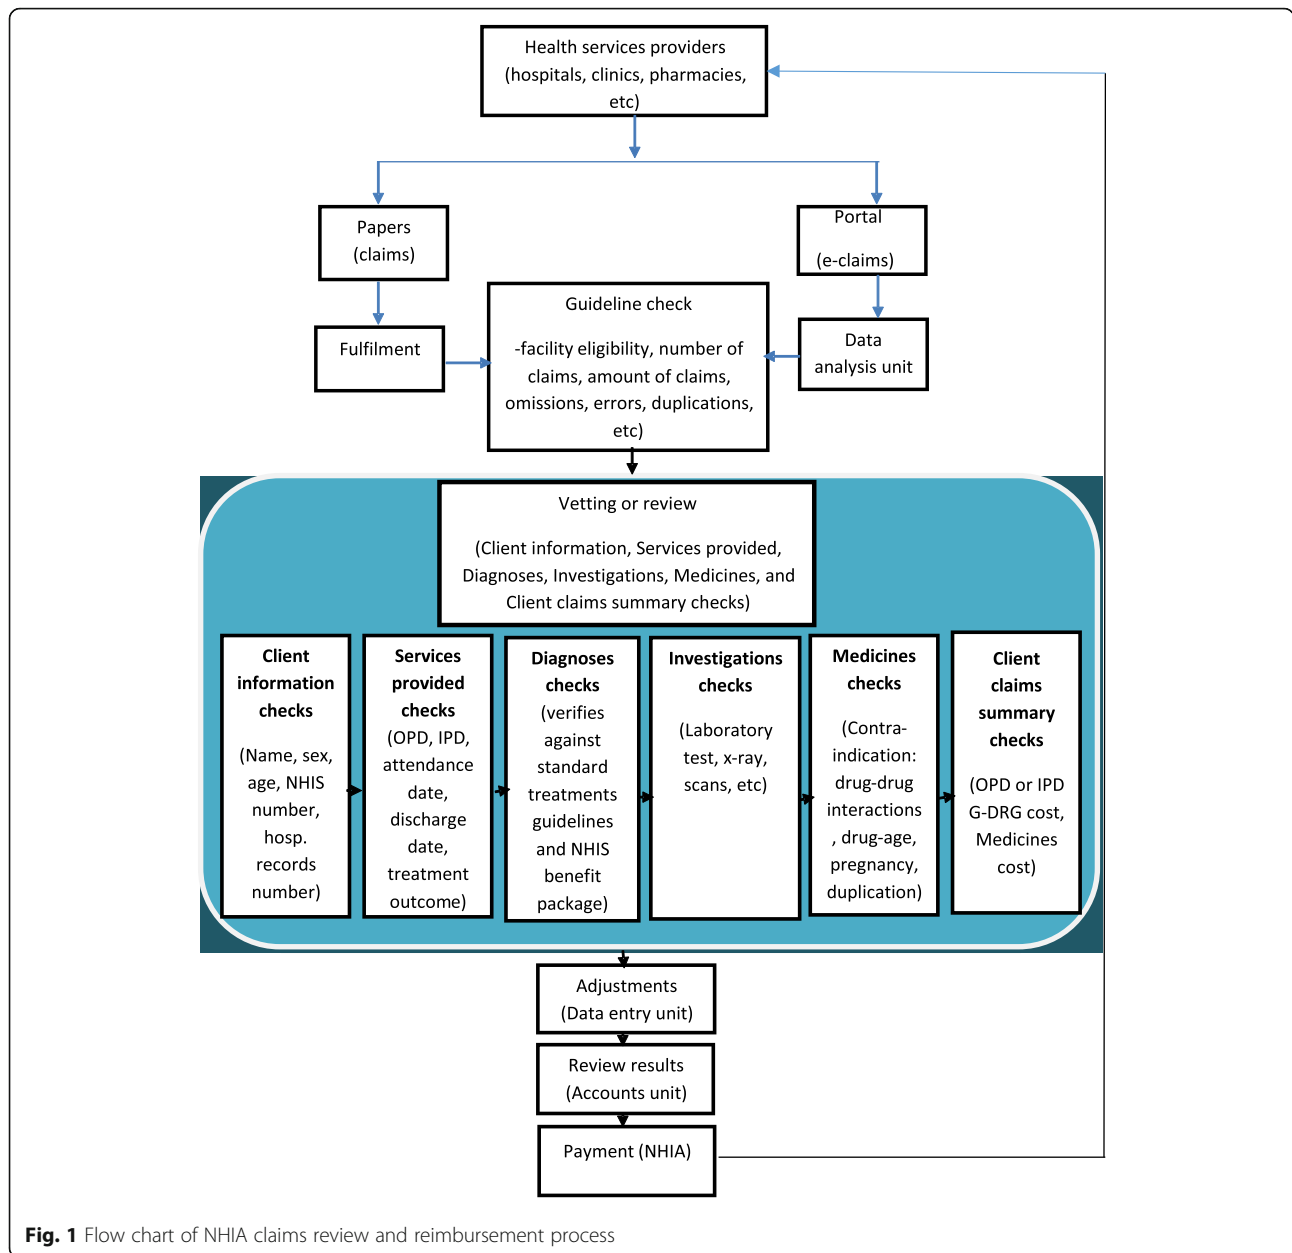 Health services providers
(hospitals, clinics, pharmacies,
etc)
Papers
(claims)
Portal
(e-claims)
Fulfilment
Guideline check
-facility eligibility, number of
claims, amount of claims,
omissions, errors, duplications,
etc)
Data
analysis unit
Vetting or review
(Client information, Services provided,
Diagnoses, Investigations, Medicines, and
Client claims summary checks)
Client
information
checks
(Name, sex,
age, NHIS
number,
hosp.
records
number)
Services
provided
checks
(OPD, IPD,
attendance
date,
discharge
date,
treatment
outcome)
Diagnoses
checks
(verifies
against
standard
treatments
guidelines
and NHIS
benefit
package)
Investigations
checks
(Laboratory
test, x-ray,
scans, etc)
Medicines
checks
(Contra-
indication:
drug-drug
interactions
, drug-age,
pregnancy,
duplication)
Client
claims
summary
checks
(OPD or IPD
G-DRG cost,
Medicines
cost)
Adjustments
(Data entry unit)
Review results
(Accounts unit)
Payment (NHIA)
Fig. 1 Flow chart of NHIA claims review and reimbursement process